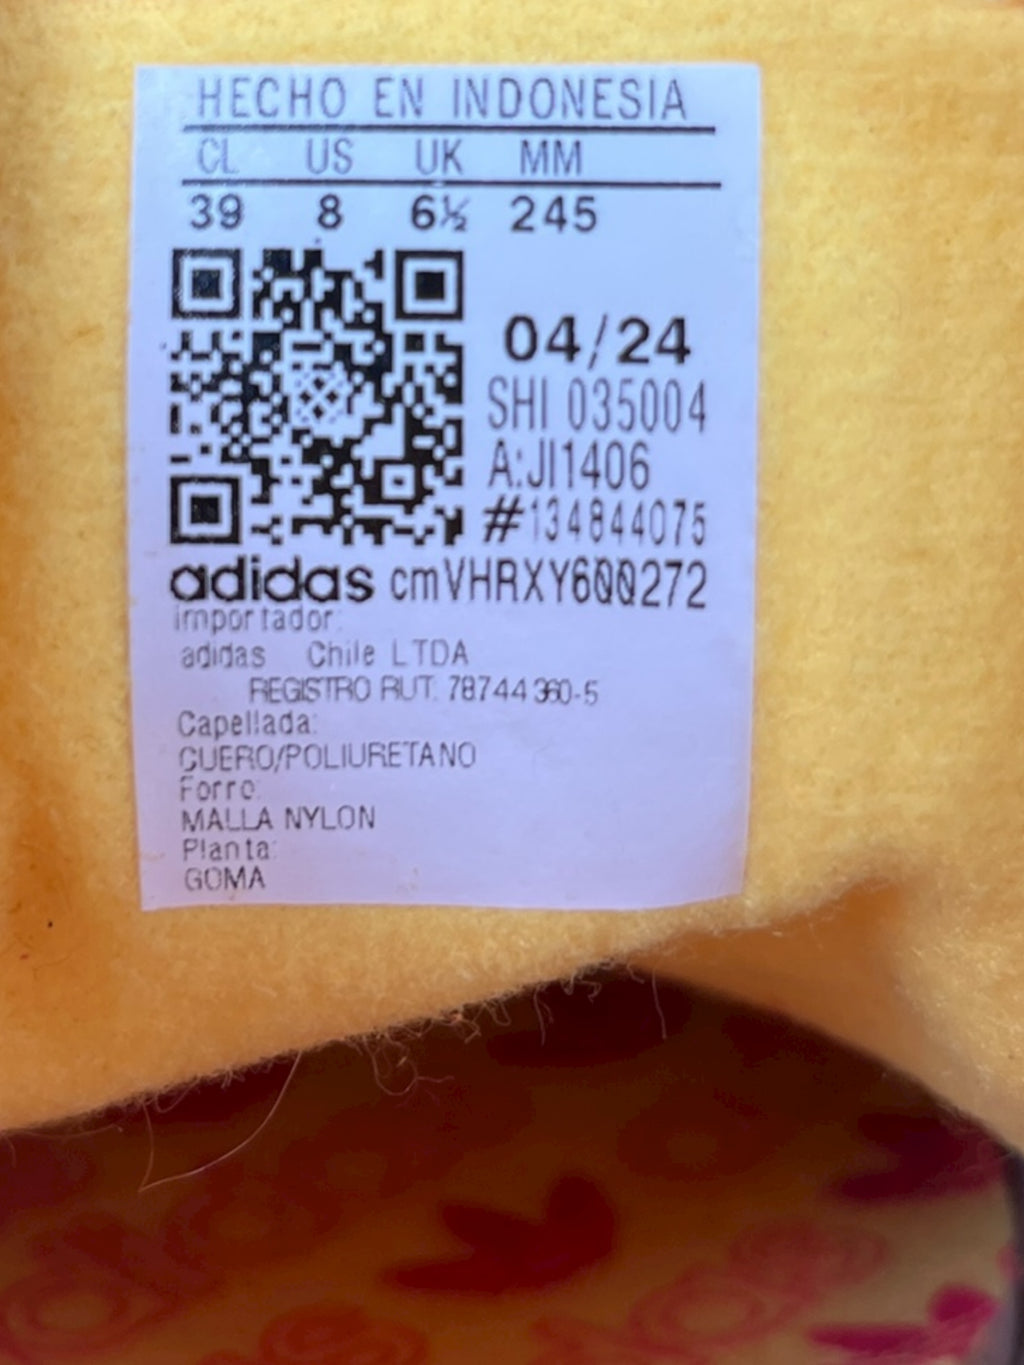 HECHO EN INDONESIA
CL US UK MM
39 8 6½ 245
04/24
SHI 035004
A:JI1406
#134844075
adidas cmVHRXY600272
importador:
adidas Chile LTDA
REGISTRO RUT: 78744360-5
Capellada:
CUERO/POLIURETANO
Forro:
MALLA NYLON
Planta:
GOMA